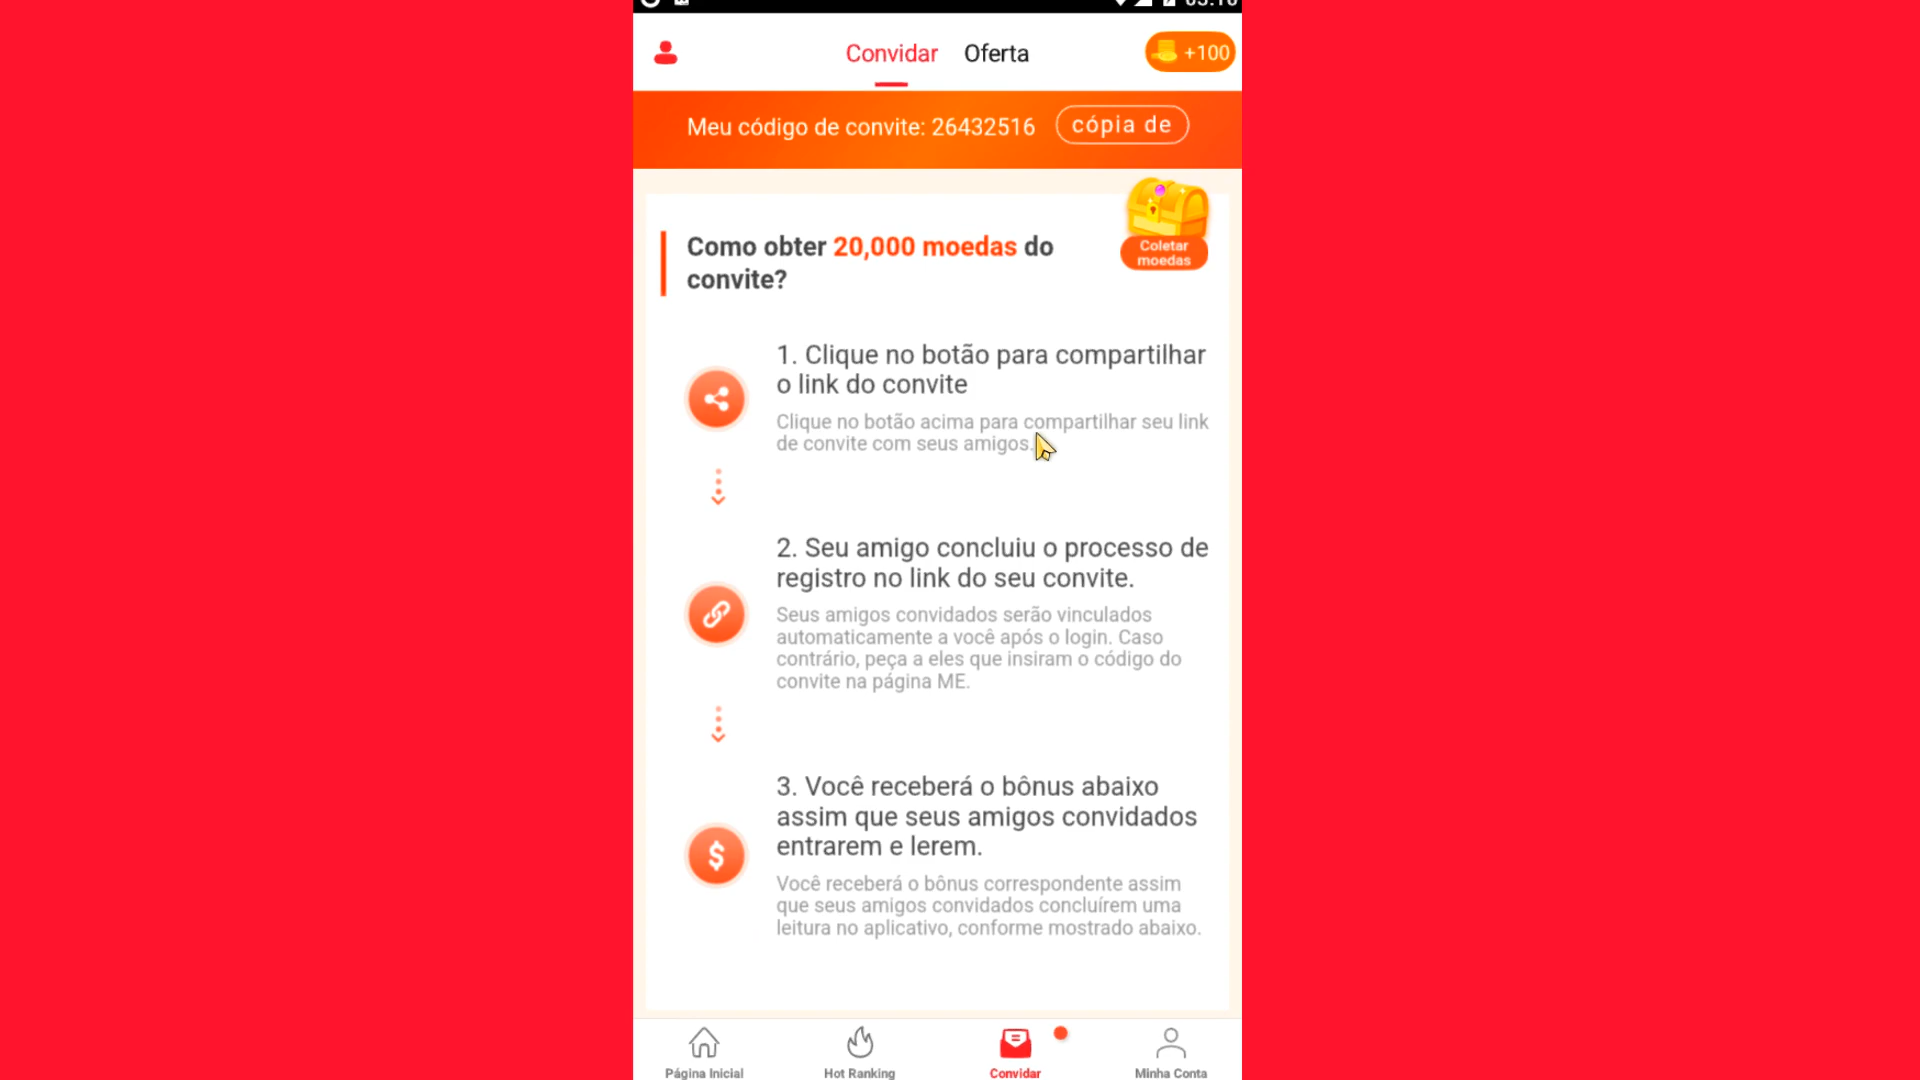 Convidar Oferta +100
Meu código de convite: 26432516 cópia de
Como obter 20,000 moedas do
convite?
Coletar
moedas
1. Clique no botão para compartilhar
o link do convite
Clique no botão acima para compartilhar seu link
de convite com seus amigos.
2. Seu amigo concluiu o processo de
registro no link do seu convite.
Seus amigos convidados serão vinculados
automaticamente a você após o login. Caso
contrário, peça a eles que insiram o código do
convite na página ME.
3. Você receberá o bônus abaixo
assim que seus amigos convidados
entrarem e lerem.
Você receberá o bônus correspondente assim
que seus amigos convidados concluírem uma
leitura no aplicativo, conforme mostrado abaixo.
Página Inicial Hot Ranking Convidar Minha Conta